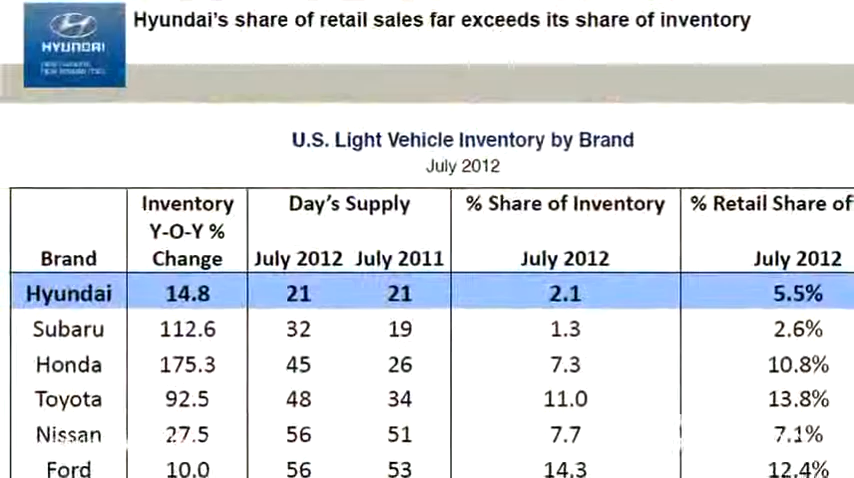 Hyundai's share of retail sales far exceeds its share of inventory
HYUNDAI
U.S. Light Vehicle Inventory by Brand
July 2012
Inventory Day's Supply % Share of Inventory % Retail Share of
Y-O-Y %
Brand Change July 2012 July 2011 July 2012 July 2012
Hyundai 14.8 21 21 2.1 5.5%
Subaru 112.6 32 19 1.3 2.6%
Honda 175.3 45 26 7.3 10.8%
Toyota 92.5 48 34 11.0 13.8%
Nissan 27.5 56 51 7.7 7.1%
Ford 10.0 56 53 14.3 12.4%